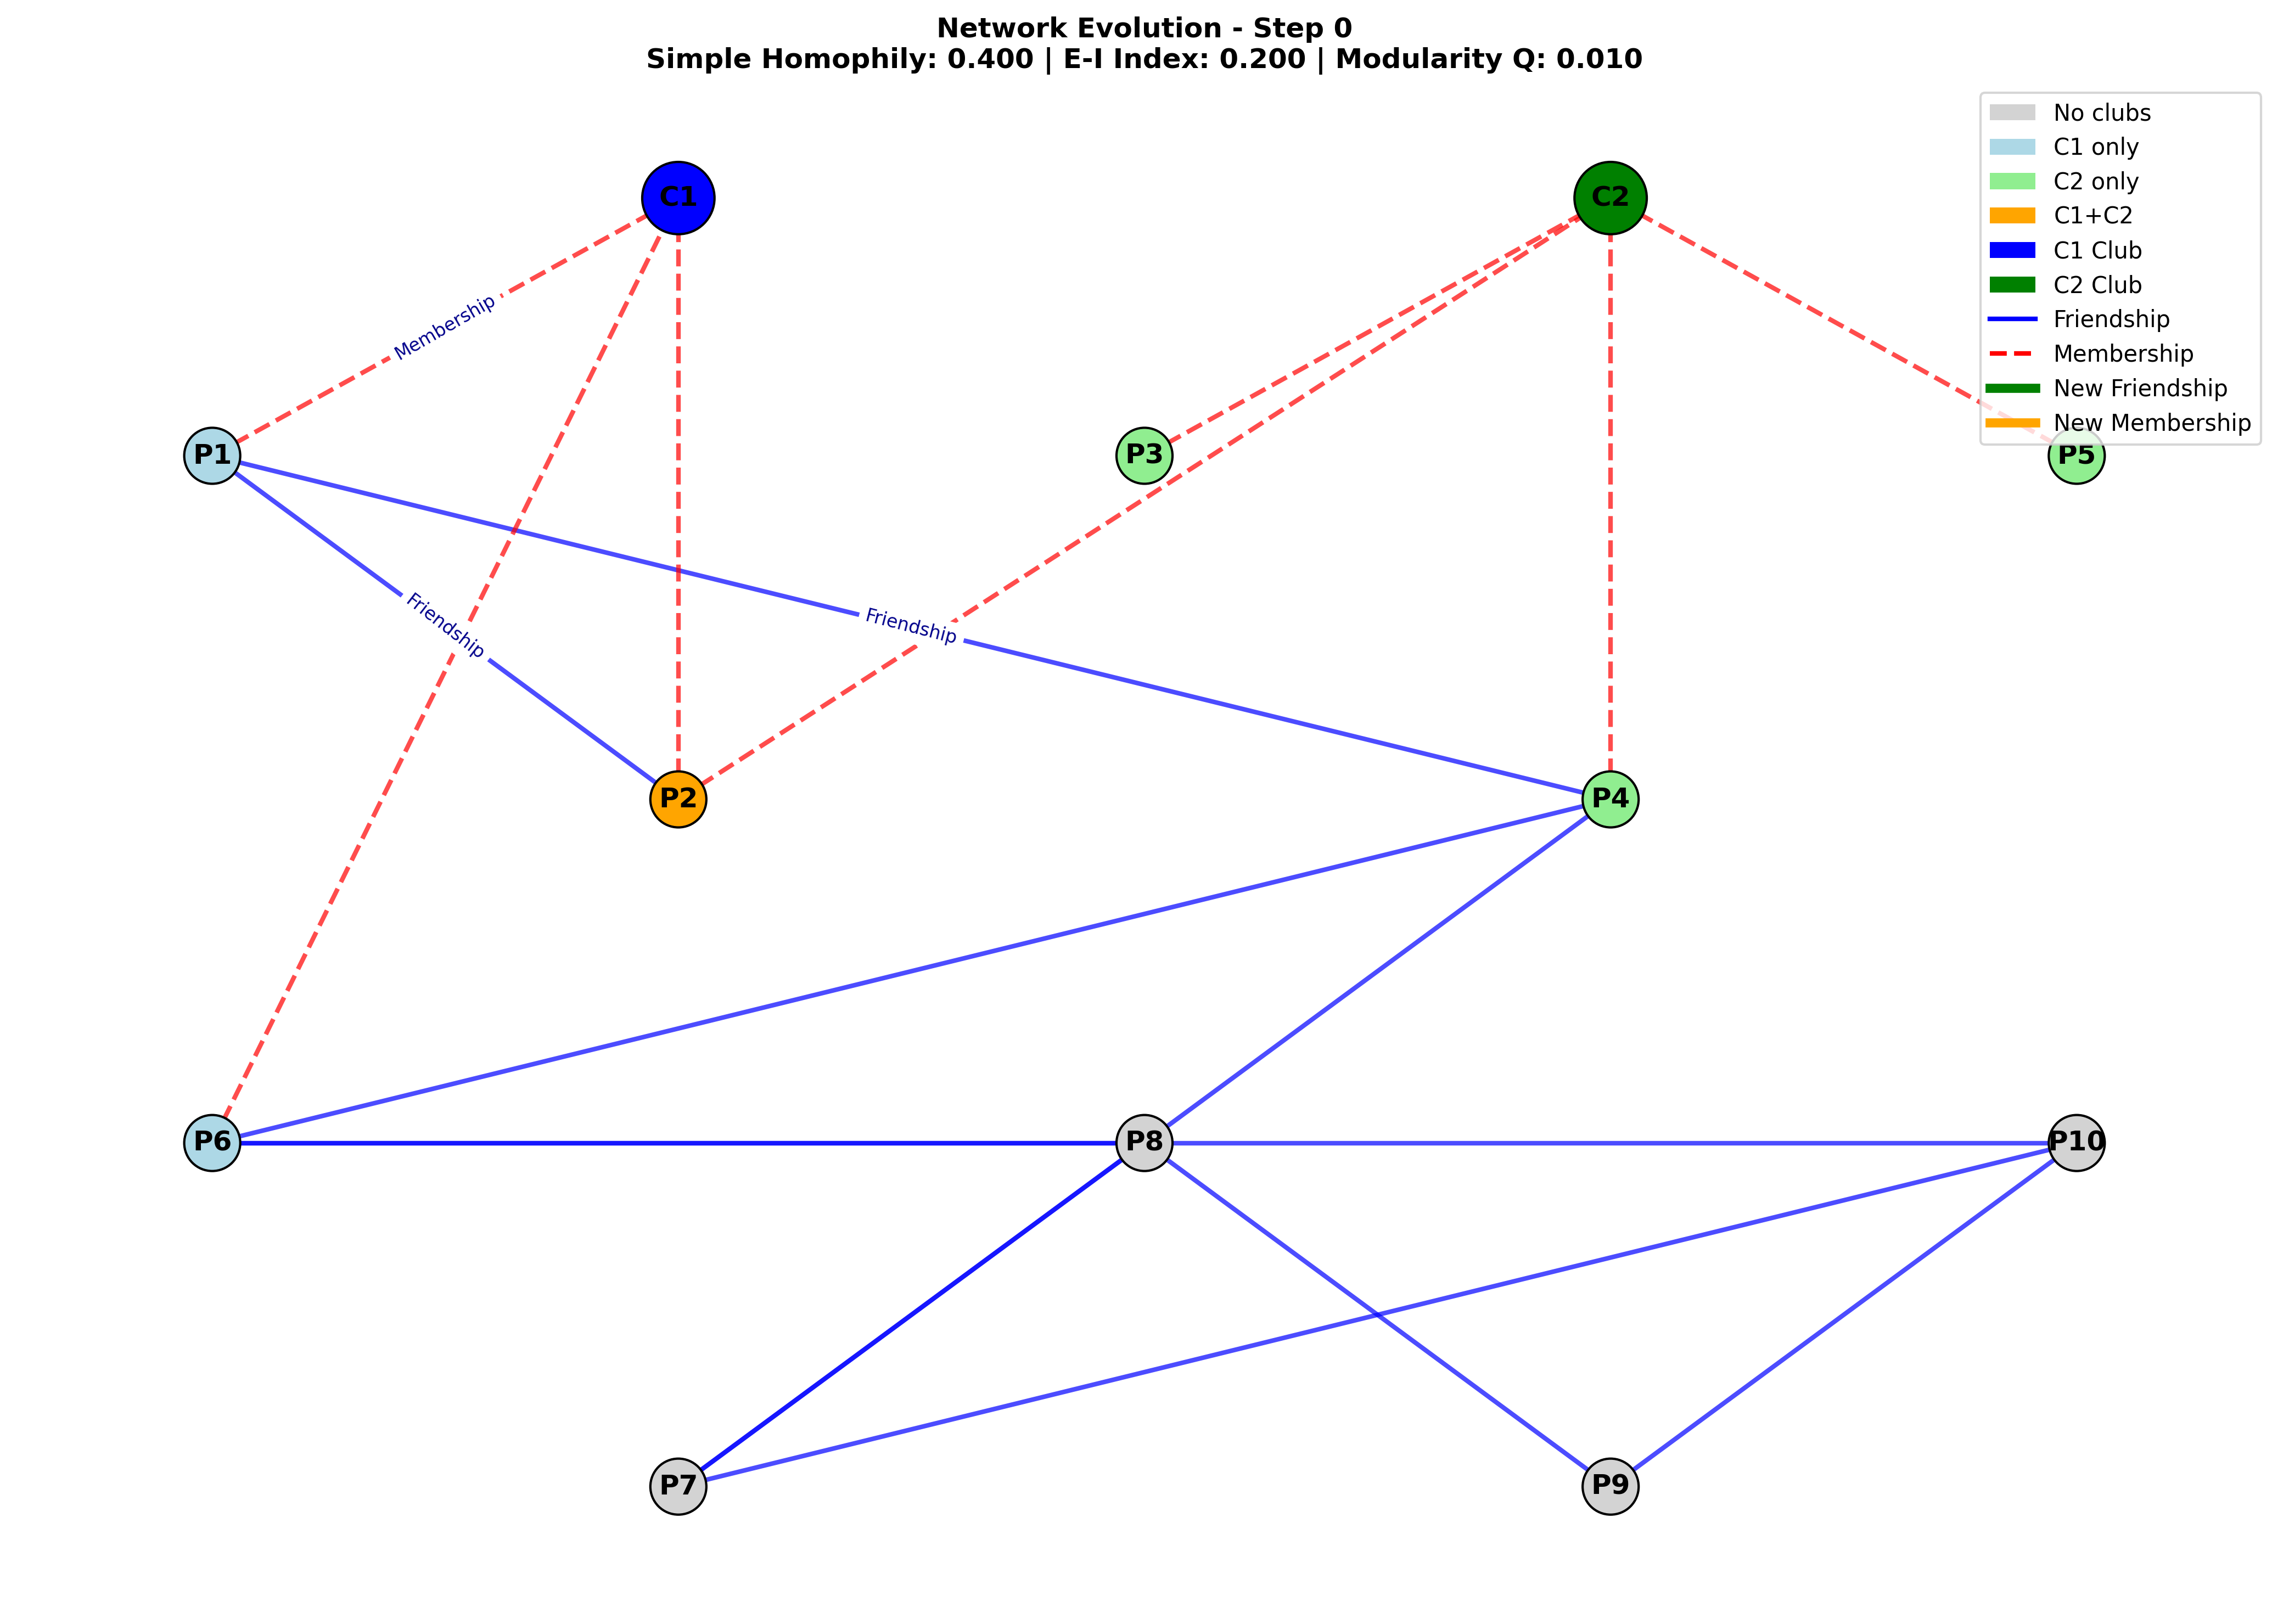 Network Evolution - Step 0
Simple Homophily: 0.400 | E-I Index: 0.200 | Modularity Q: 0.010
No clubs
C1 only
C2 only
C1+C2
C1 Club
C2 Club
Friendship
Membership
New Friendship
New Membership
C1
C2
Membership
P1
P3
P5
Friendship
Friendship
P2
P4
P6
P8
P10
P7
P9